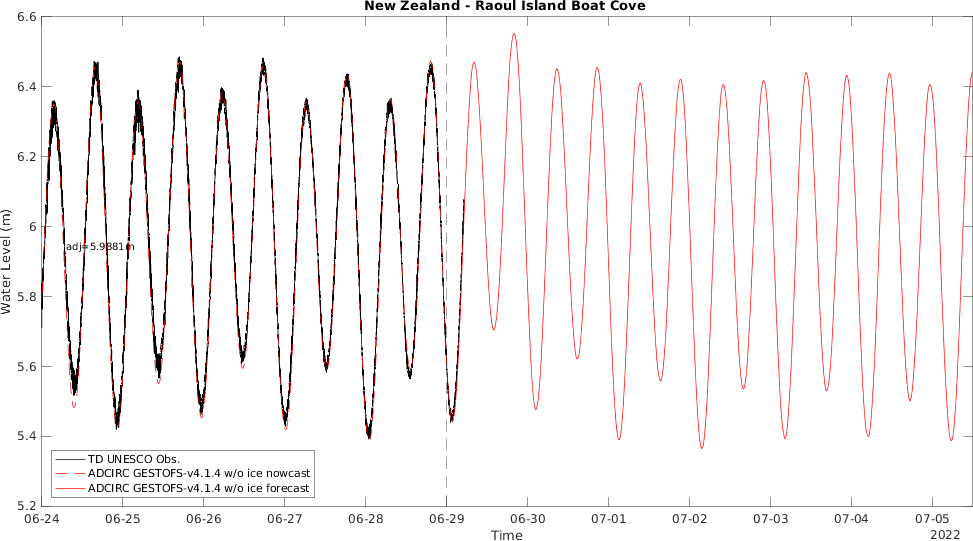 New Zealand - Raoul Island Boat Cove
Water Level (m)
6.6
6.4
6.2
6
5.8
5.6
5.4
5.2
adj=5.9881m
TD UNESCO Obs.
ADCIRC GESTOFS-v4.1.4 w/o ice nowcast
ADCIRC GESTOFS-v4.1.4 w/o ice forecast
06-24 06-25 06-26 06-27 06-28 06-29 06-30 07-01 07-02 07-03 07-04 07-05
2022
Time